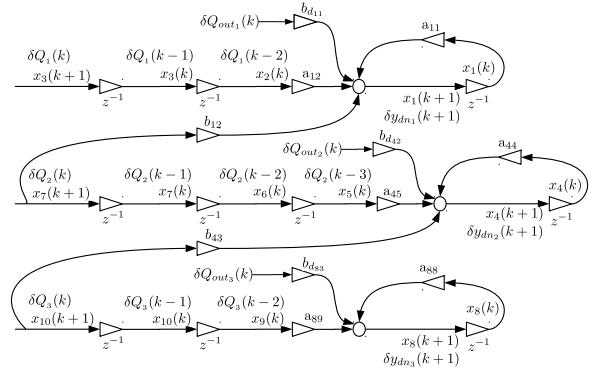 b_{d_{11}}
δQ_{out_1}(k)
a_{11}
δQ_1(k) δQ_1(k−1) δQ_1(k−2)
x_3(k+1) x_3(k) x_2(k) a_{12} x_1(k)
z^{−1} z^{−1} x_1(k+1) z^{−1}
δy_{dn_1}(k+1)
b_{12}
b_{d_{42}}
δQ_{out_2}(k)
a_{44}
δQ_2(k) δQ_2(k−1) δQ_2(k−2) δQ_2(k−3)
x_7(k+1) x_7(k) x_6(k) x_5(k) a_{45} x_4(k)
z^{−1} z^{−1} z^{−1} x_4(k+1) z^{−1}
δy_{dn_2}(k+1)
b_{43}
b_{d_{83}}
δQ_{out_3}(k)
a_{88}
δQ_3(k) δQ_3(k−1) δQ_3(k−2)
x_{10}(k+1) x_{10}(k) x_9(k) a_{89} x_8(k)
z^{−1} z^{−1} x_8(k+1) z^{−1}
δy_{dn_3}(k+1)